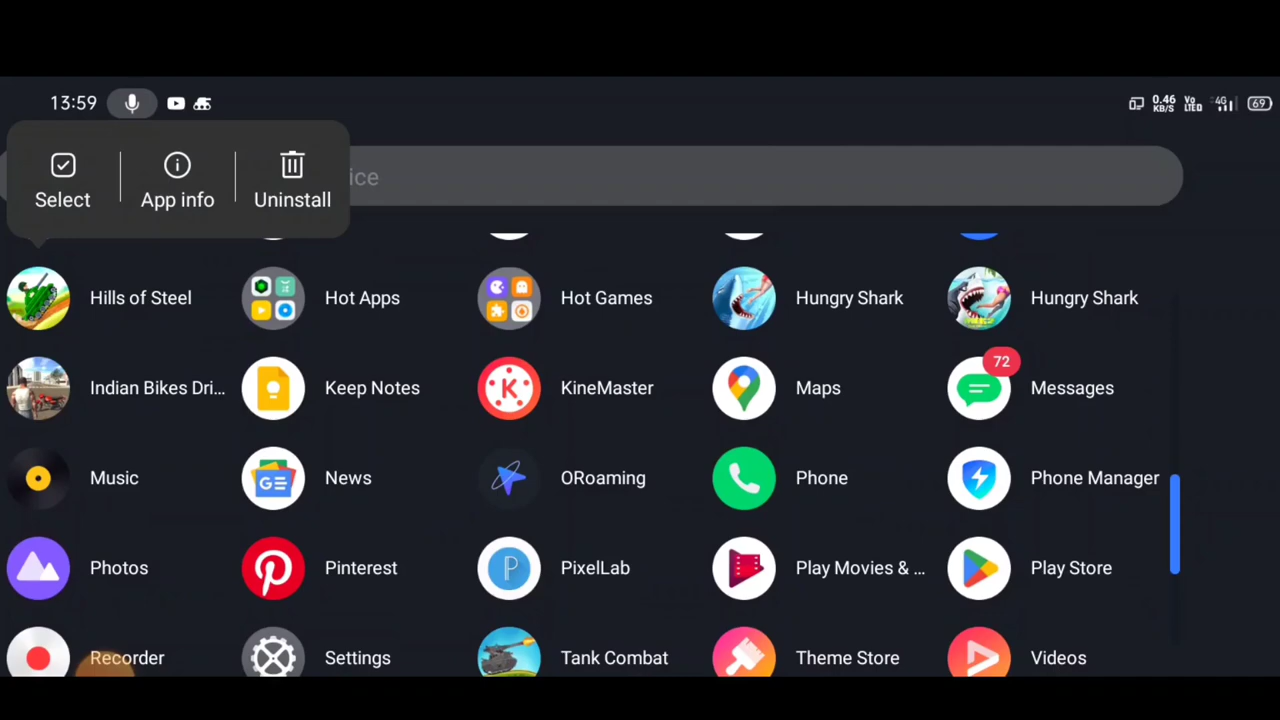 13:59
0.46 KB/S
Vo LTED
4G
69
Select
App info
Uninstall
ice
Hills of Steel
Hot Apps
Hot Games
Hungry Shark
Hungry Shark
Indian Bikes Dri...
Keep Notes
KineMaster
Maps
72
Messages
Music
News
ORoaming
Phone
Phone Manager
Photos
Pinterest
PixelLab
Play Movies & ...
Play Store
Recorder
Settings
Tank Combat
Theme Store
Videos